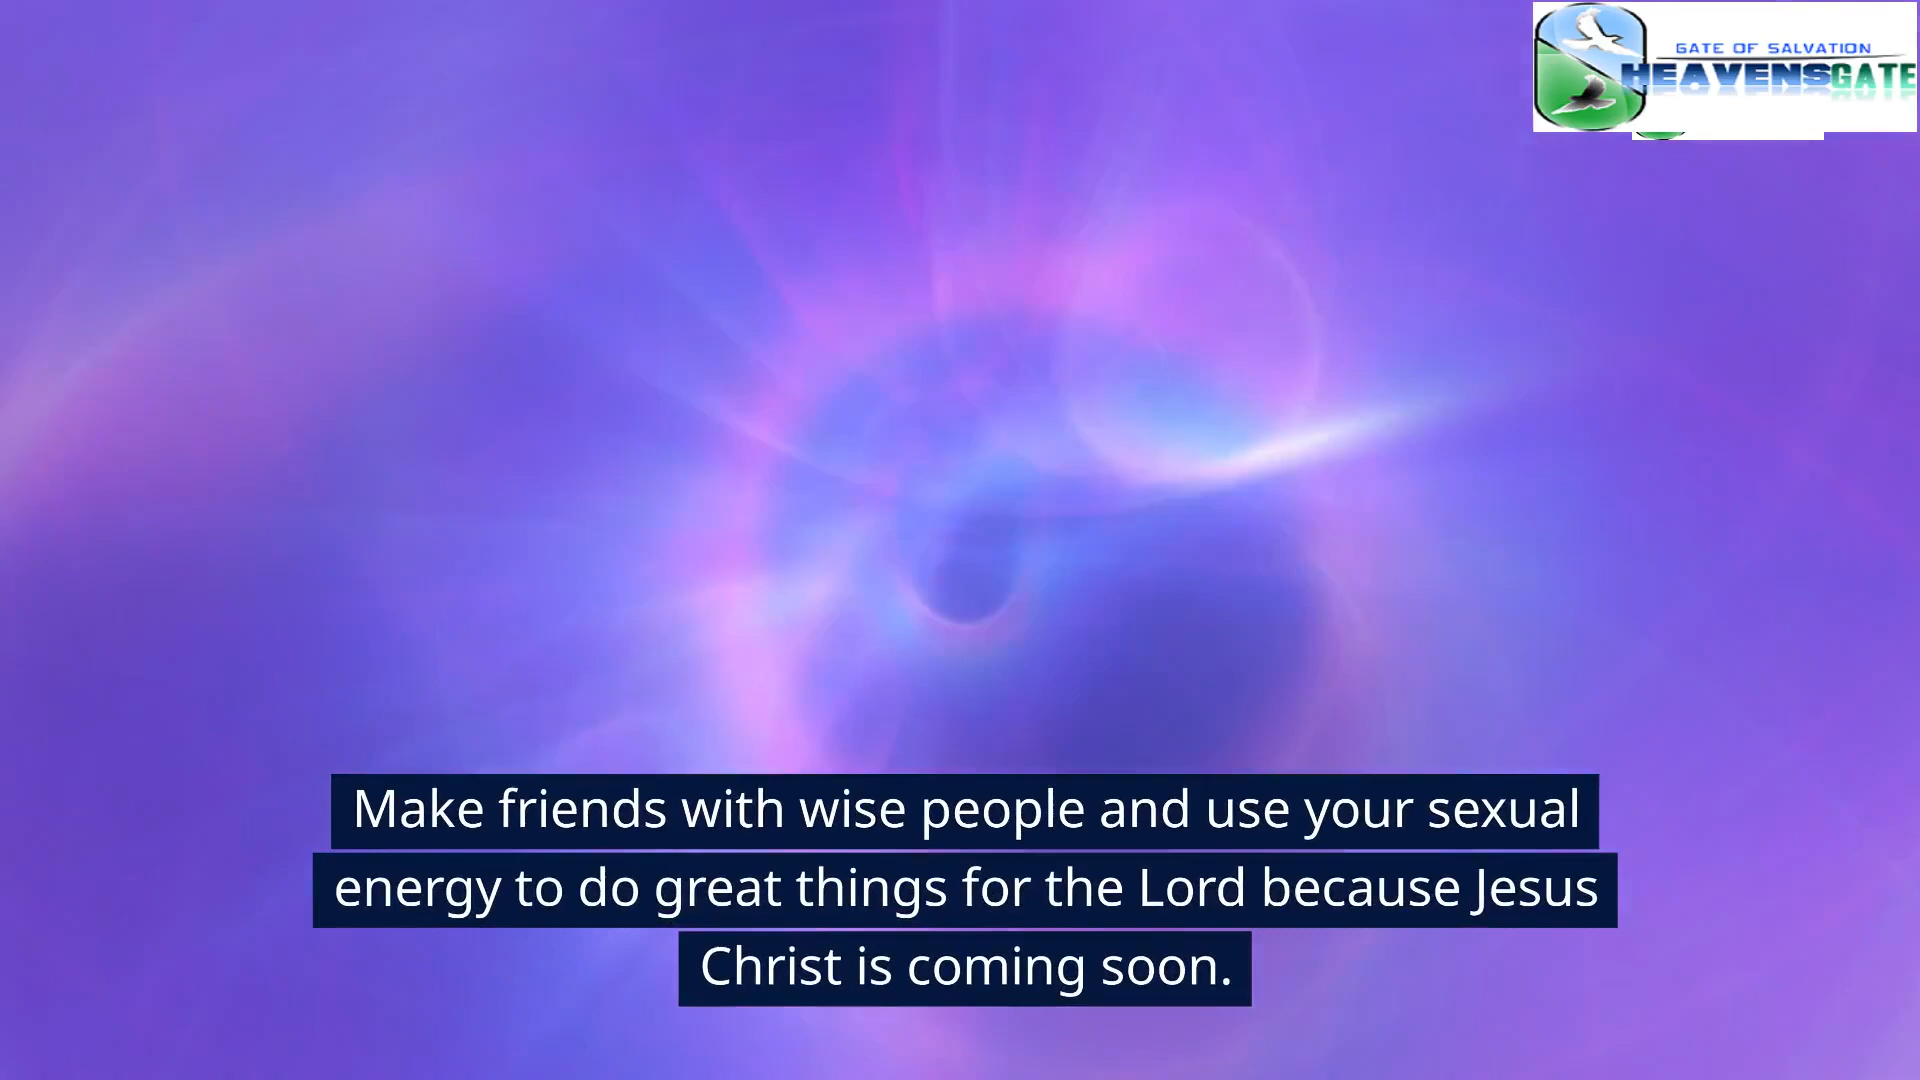 GATE OF SALVATION
HEAVENSGATE
Make friends with wise people and use your sexual
energy to do great things for the Lord because Jesus
Christ is coming soon.